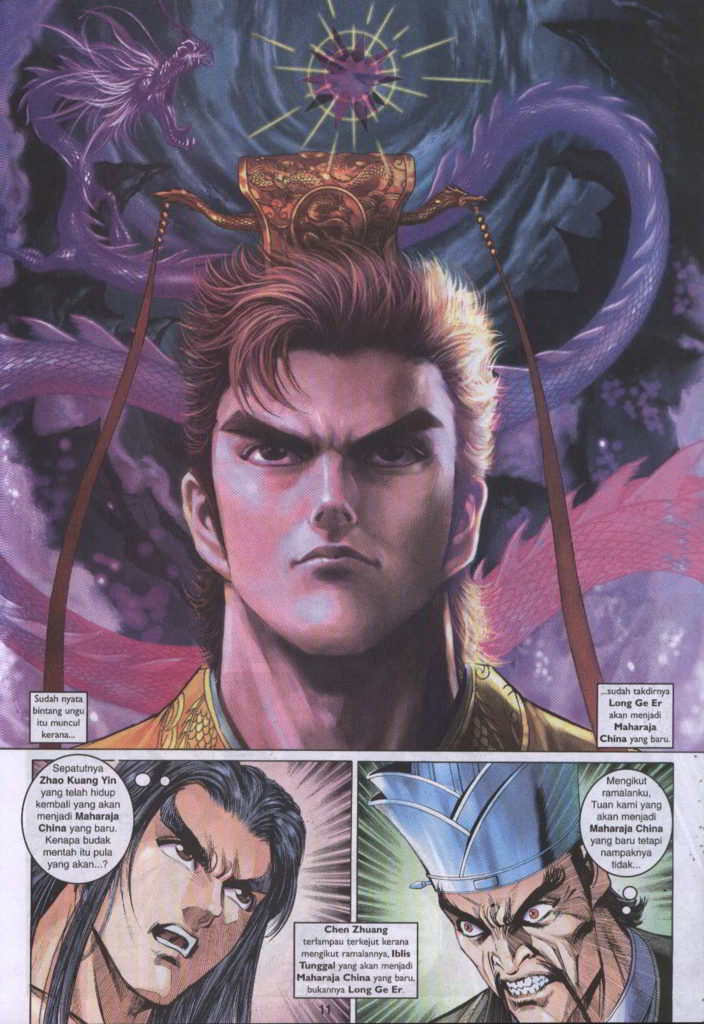 Sudah nyata
bintang ungu
itu muncul
kerana...
...sudah takdirnya
Long Ge Er
akan menjadi
Maharaja
China yang baru.
Sepatutnya
Zhao Kuang Yin
yang telah hidup
kembali yang akan
menjadi Maharaja
China yang baru.
Kenapa budak
mentah itu pula
yang akan...?
Mengikut
ramalanku,
Tuan kami yang
akan menjadi
Maharaja China
yang baru tetapi
nampaknya
tidak...
Chen Zhuang
terlampau terkejut kerana
mengikut ramalannya, Iblis
Tunggal yang akan menjadi
Maharaja China yang baru,
bukannya Long Ge Er.
11